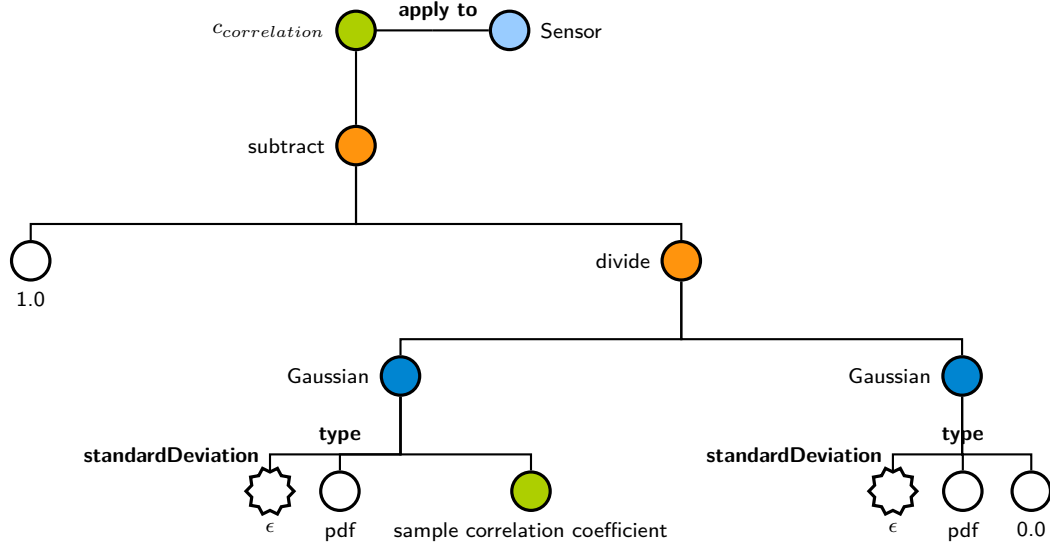 apply to
c_correlation
Sensor
subtract
1.0
divide
Gaussian
Gaussian
type
type
standardDeviation
standardDeviation
ϵ
pdf
sample correlation coefficient
ϵ
pdf
0.0